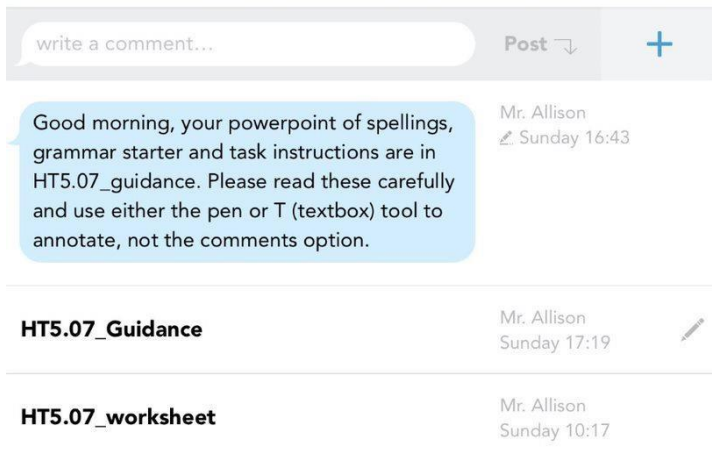 write a comment...
Post
Good morning, your powerpoint of spellings,
grammar starter and task instructions are in
HT5.07_guidance. Please read these carefully
and use either the pen or T (textbox) tool to
annotate, not the comments option.
Mr. Allison
Sunday 16:43
HT5.07_Guidance
Mr. Allison
Sunday 17:19
HT5.07_worksheet
Mr. Allison
Sunday 10:17